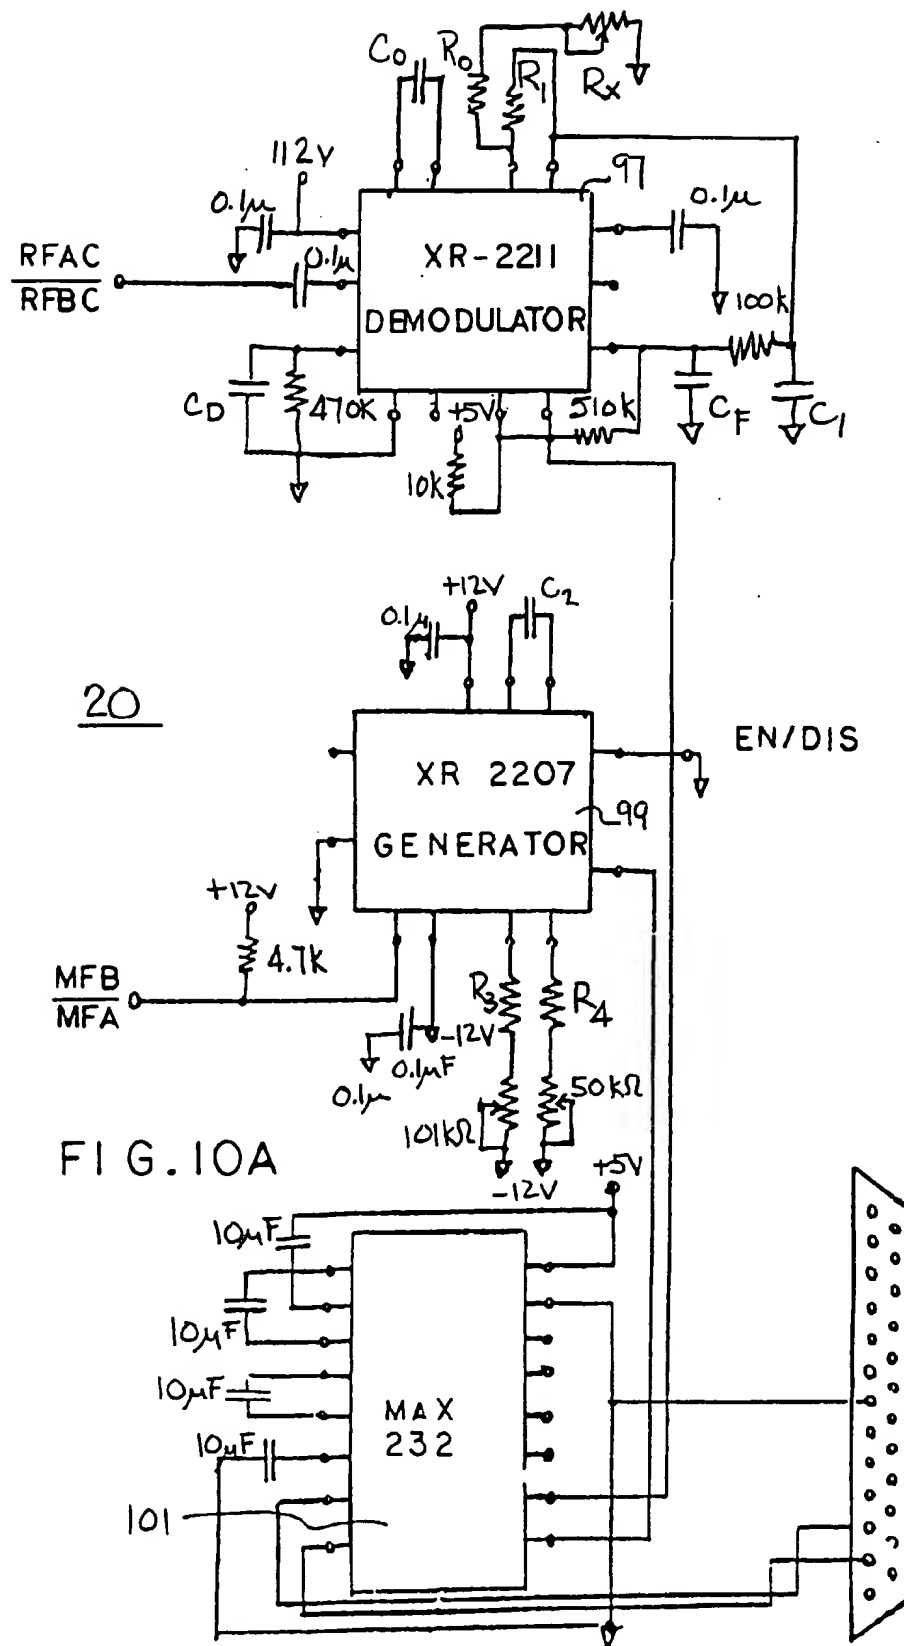 C0
R0
R1
Rx
112V
97
0.1μ
0.1μ
RFAC
RFBC
0.1μ
XR-2211
DEMODULATOR
100k
CD
470K
+5V
510k
CF
C1
10k
+12V
C2
0.1μ
20
EN/DIS
XR 2207
GENERATOR
99
+12V
4.7k
MFB
MFA
R3
R4
-12V
0.1μF
0.1μ
50kΩ
101kΩ
-12V
+5V
FIG.10A
10μF
10μF
10μF
10μF
MAX
232
101